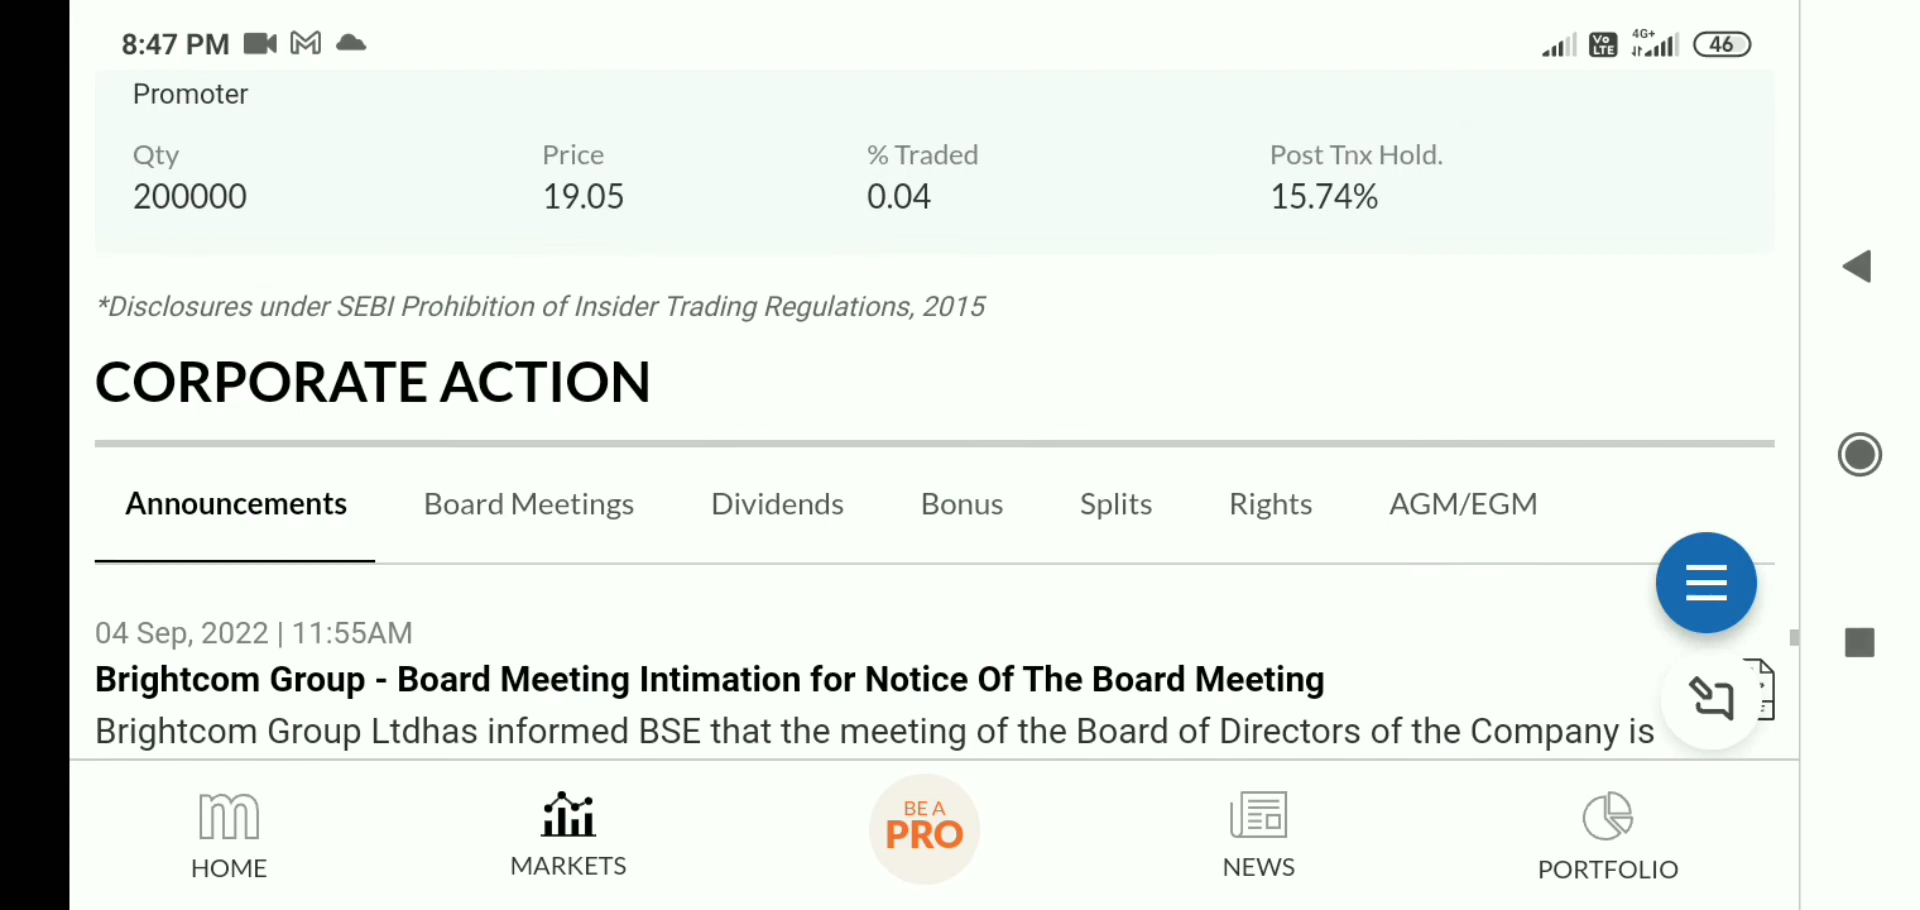 8:47 PM
Vo LTE 4G+ 46
Promoter
Qty Price % Traded Post Tnx Hold.
200000 19.05 0.04 15.74%
*Disclosures under SEBI Prohibition of Insider Trading Regulations, 2015
CORPORATE ACTION
Announcements Board Meetings Dividends Bonus Splits Rights AGM/EGM
04 Sep, 2022 | 11:55AM
Brightcom Group - Board Meeting Intimation for Notice Of The Board Meeting
Brightcom Group Ltdhas informed BSE that the meeting of the Board of Directors of the Company is
BE A
PRO
HOME MARKETS NEWS PORTFOLIO